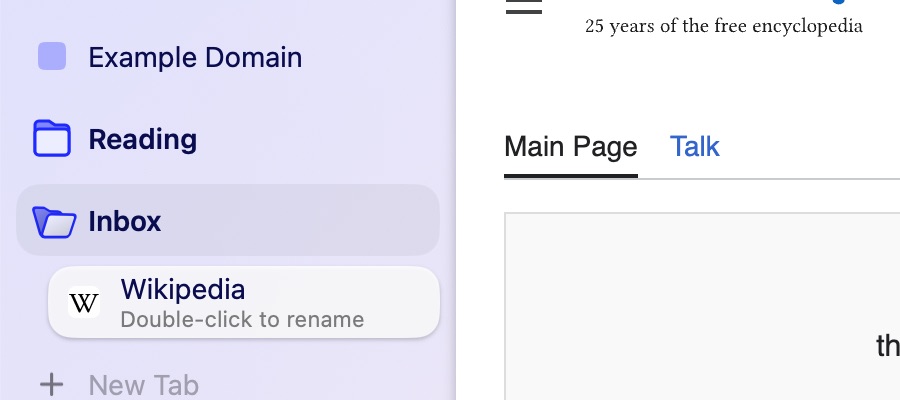 Example Domain
Reading
Inbox
W Wikipedia
Double-click to rename
New Tab
25 years of the free encyclopedia
Main Page Talk
th